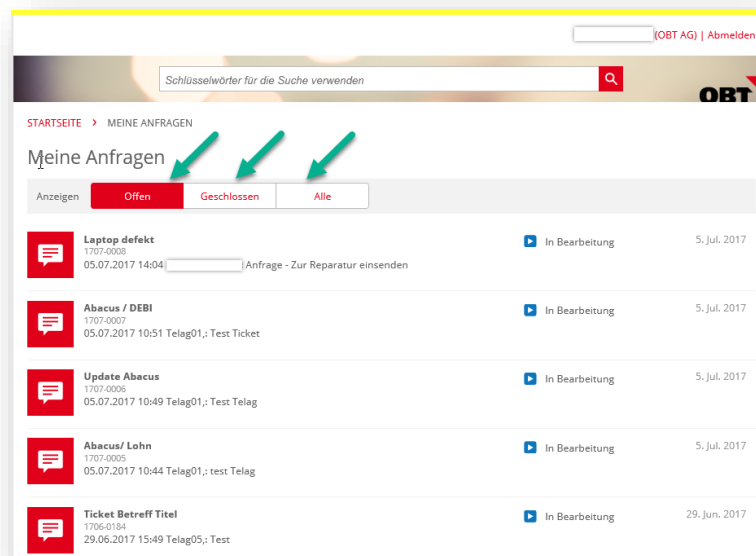 (OBT AG) | Abmelden
Schlüsselwörter für die Suche verwenden
OBT
STARTSEITE > MEINE ANFRAGEN
Meine Anfragen
Anzeigen Offen Geschlossen Alle
Laptop defekt
1707-0008
05.07.2017 14:04 : Anfrage - Zur Reparatur einsenden
In Bearbeitung
5. Jul. 2017
Abacus / DEBI
1707-0007
05.07.2017 10:51 Telag01,: Test Ticket
In Bearbeitung
5. Jul. 2017
Update Abacus
1707-0006
05.07.2017 10:49 Telag01,: Test Telag
In Bearbeitung
5. Jul. 2017
Abacus/ Lohn
1707-0005
05.07.2017 10:44 Telag01,: test Telag
In Bearbeitung
5. Jul. 2017
Ticket Betreff Titel
1706-0184
29.06.2017 15:49 Telag05,: Test
In Bearbeitung
29. Jun. 2017